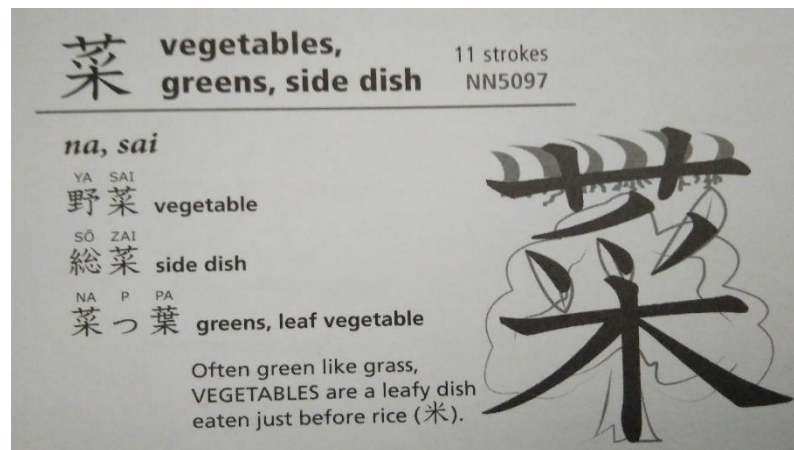 菜 vegetables,
greens, side dish
11 strokes
NN5097
na, sai
YA SAI
野菜 vegetable
SŌ ZAI
総菜 side dish
NA P PA
菜っ葉 greens, leaf vegetable
Often green like grass,
VEGETABLES are a leafy dish
eaten just before rice (米).
菜